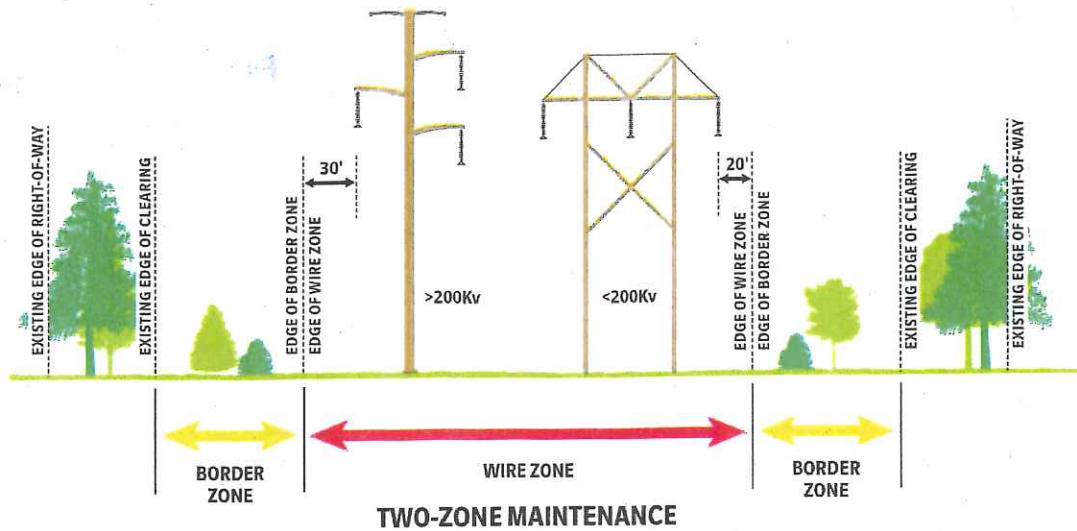 EXISTING EDGE OF RIGHT-OF-WAY
EXISTING EDGE OF CLEARING
EDGE OF BORDER ZONE
EDGE OF WIRE ZONE
30'
>200Kv
<200Kv
20'
EDGE OF WIRE ZONE
EDGE OF BORDER ZONE
EXISTING EDGE OF CLEARING
EXISTING EDGE OF RIGHT-OF-WAY
BORDER
ZONE
WIRE ZONE
BORDER
ZONE
TWO-ZONE MAINTENANCE